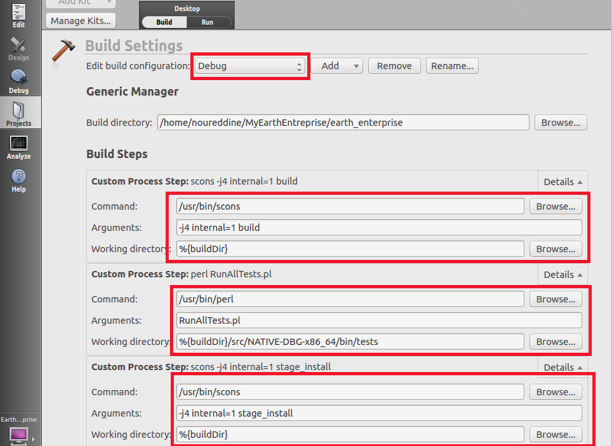 Add Kit
Manage Kits...
Desktop
Build Run
Edit
Design
Debug
Projects
Analyze
Help
Earth...prise
Build Settings
Edit build configuration: Debug Add Remove Rename...
Generic Manager
Build directory: /home/noureddine/MyEarthEntreprise/earth_enterprise Browse...
Build Steps
Custom Process Step: scons -j4 internal=1 build Details
Command: /usr/bin/scons Browse...
Arguments: -j4 internal=1 build
Working directory: %{buildDir} Browse...
Custom Process Step: perl RunAllTests.pl Details
Command: /usr/bin/perl Browse...
Arguments: RunAllTests.pl
Working directory: %{buildDir}/src/NATIVE-DBG-x86_64/bin/tests Browse...
Custom Process Step: scons -j4 internal=1 stage_install Details
Command: /usr/bin/scons Browse...
Arguments: -j4 internal=1 stage_install
Working directory: %{buildDir} Browse...